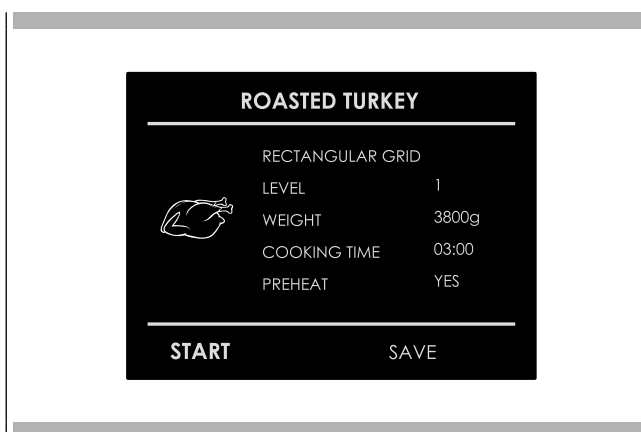 ROASTED TURKEY
RECTANGULAR GRID
LEVEL 1
WEIGHT 3800g
COOKING TIME 03:00
PREHEAT YES
START SAVE